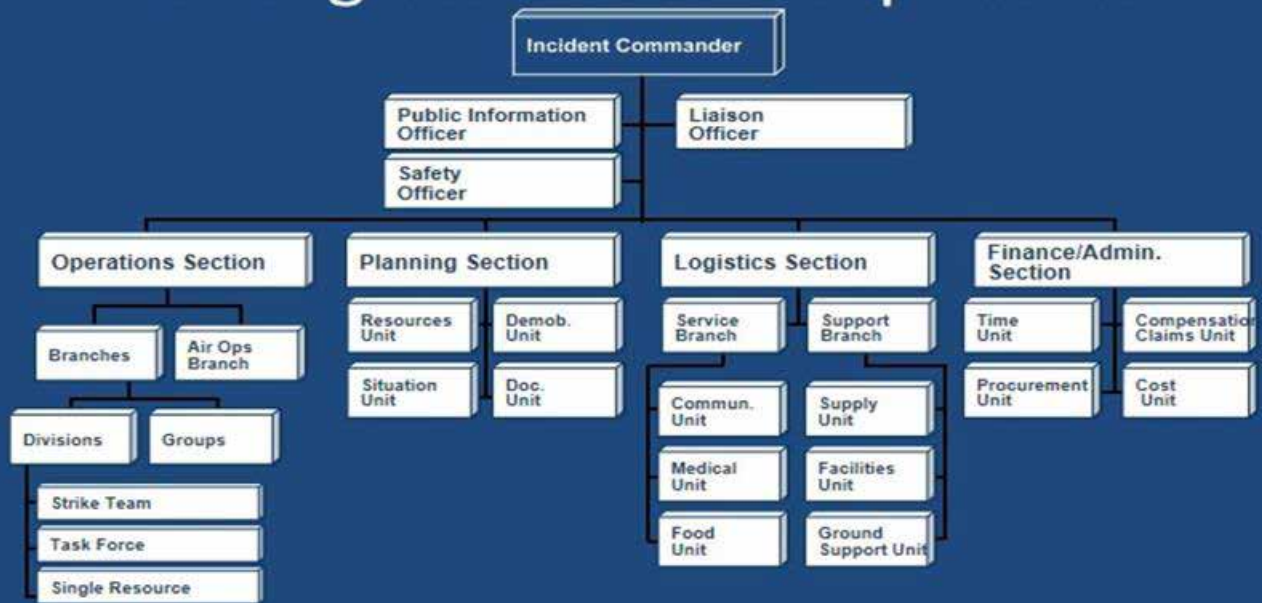 Incident Commander
Public Information
Officer
Liaison
Officer
Safety
Officer
Operations Section
Planning Section
Logistics Section
Finance/Admin.
Section
Branches
Air Ops
Branch
Resources
Unit
Demob.
Unit
Service
Branch
Support
Branch
Time
Unit
Compensation
Claims Unit
Situation
Unit
Doc.
Unit
Procurement
Unit
Cost
Unit
Divisions
Groups
Commun.
Unit
Supply
Unit
Medical
Unit
Facilities
Unit
Food
Unit
Ground
Support Unit
Strike Team
Task Force
Single Resource